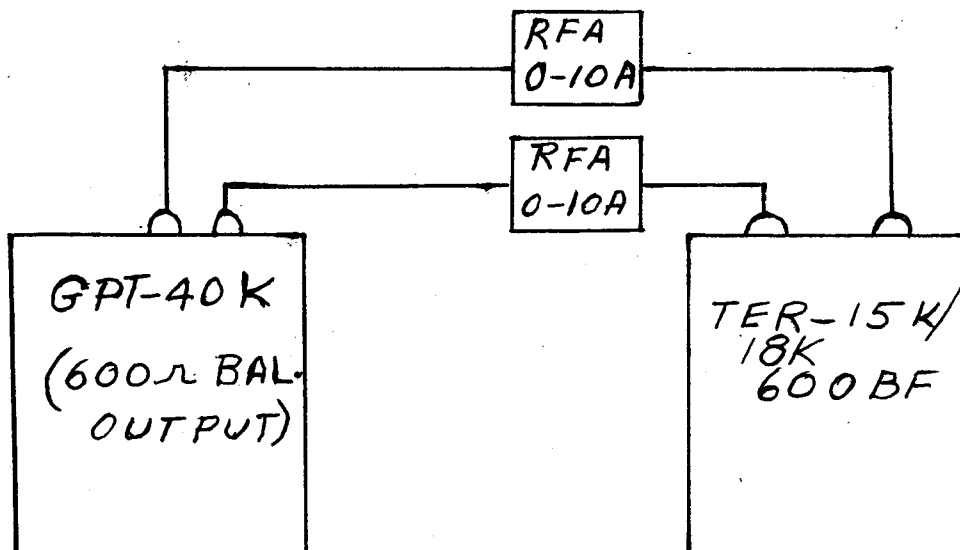 RFA
0-10A
RFA
0-10A
GPT-40K
(600Ω BAL.
OUTPUT)
TER-15K/
18K
600BF